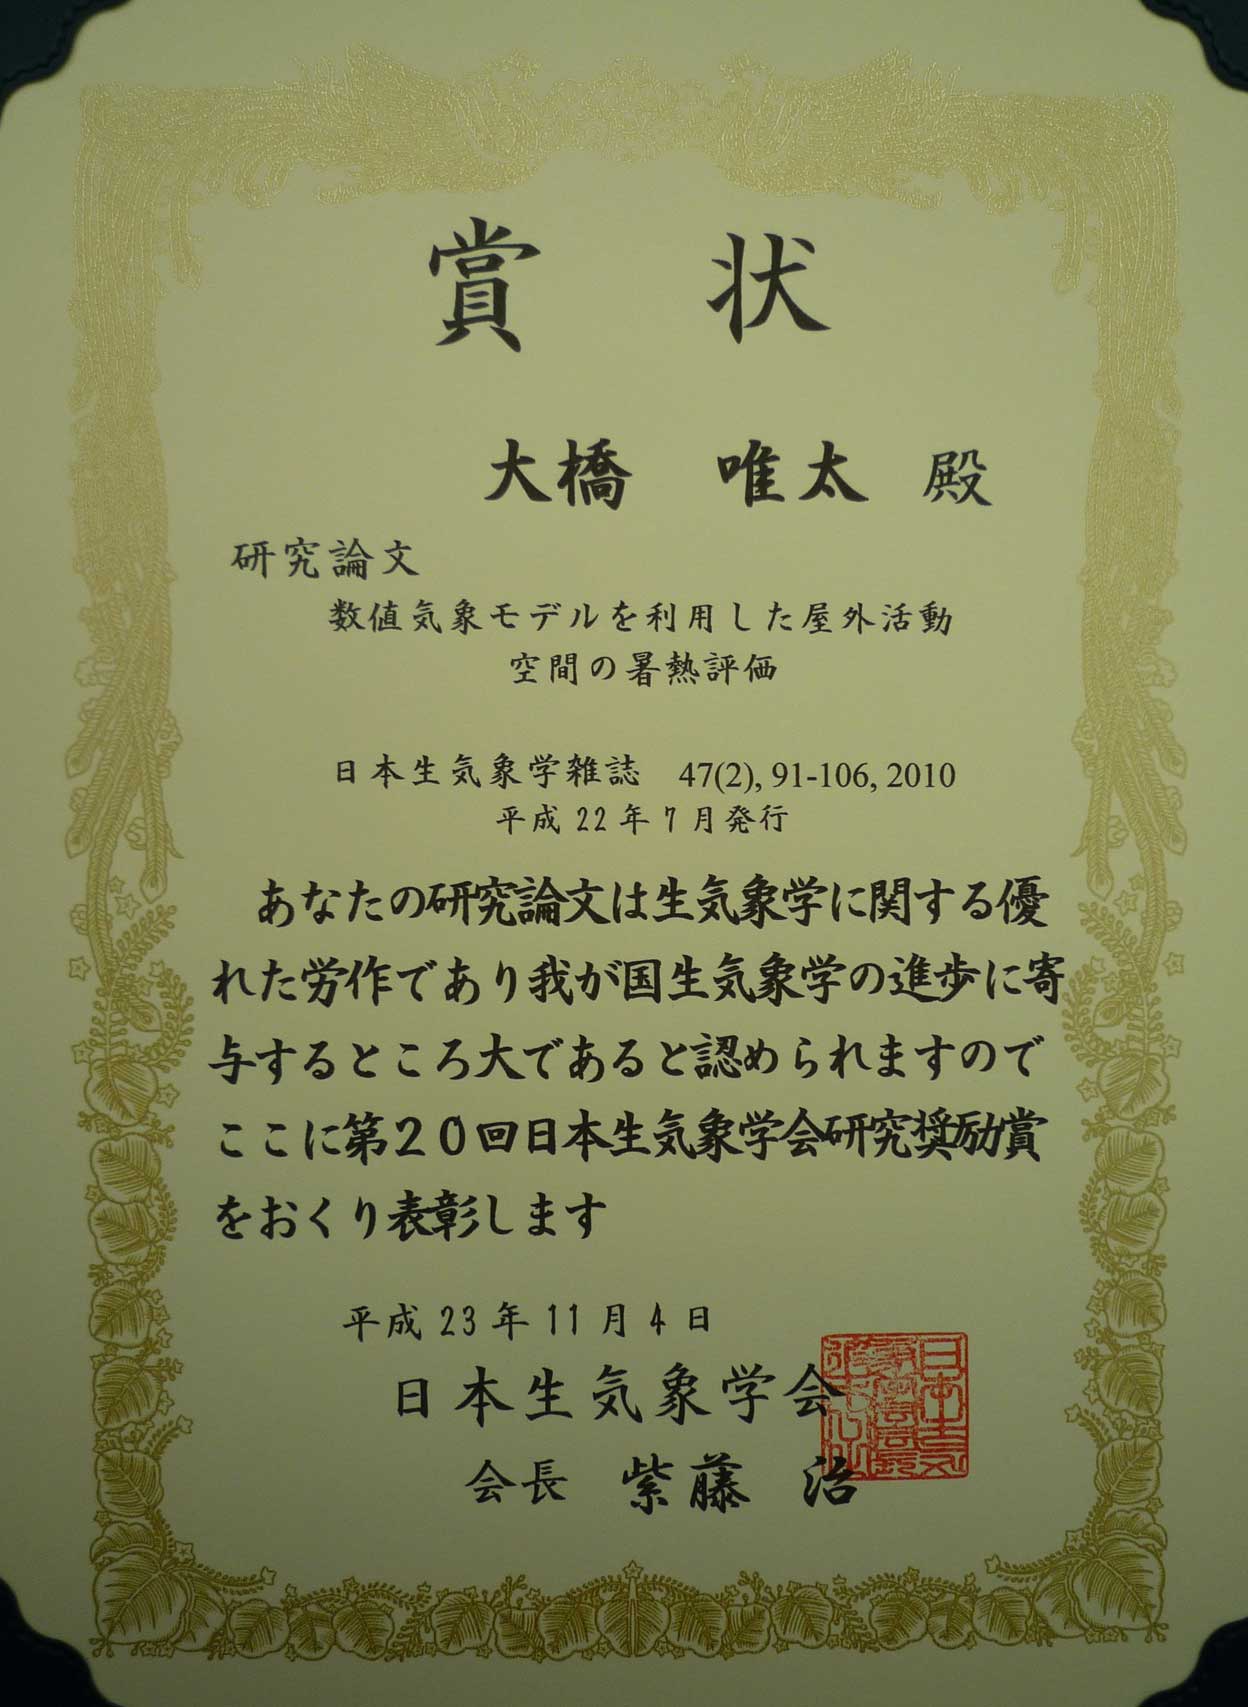 賞 状
大橋 唯太 殿
研究論文
数値気象モデルを利用した屋外活動
空間の暑熱評価
日本生気象学雑誌 47(2), 91-106, 2010
平成 22 年 7 月発行
あなたの研究論文は生気象学に関する優
れた労作であり我が国生気象学の進歩に寄
与するところ大であると認められますので
ここに第20回日本生気象学会研究奨励賞
をおくり表彰します
平成 23 年 11 月 4 日
日本生気象学会
会長 紫藤 治